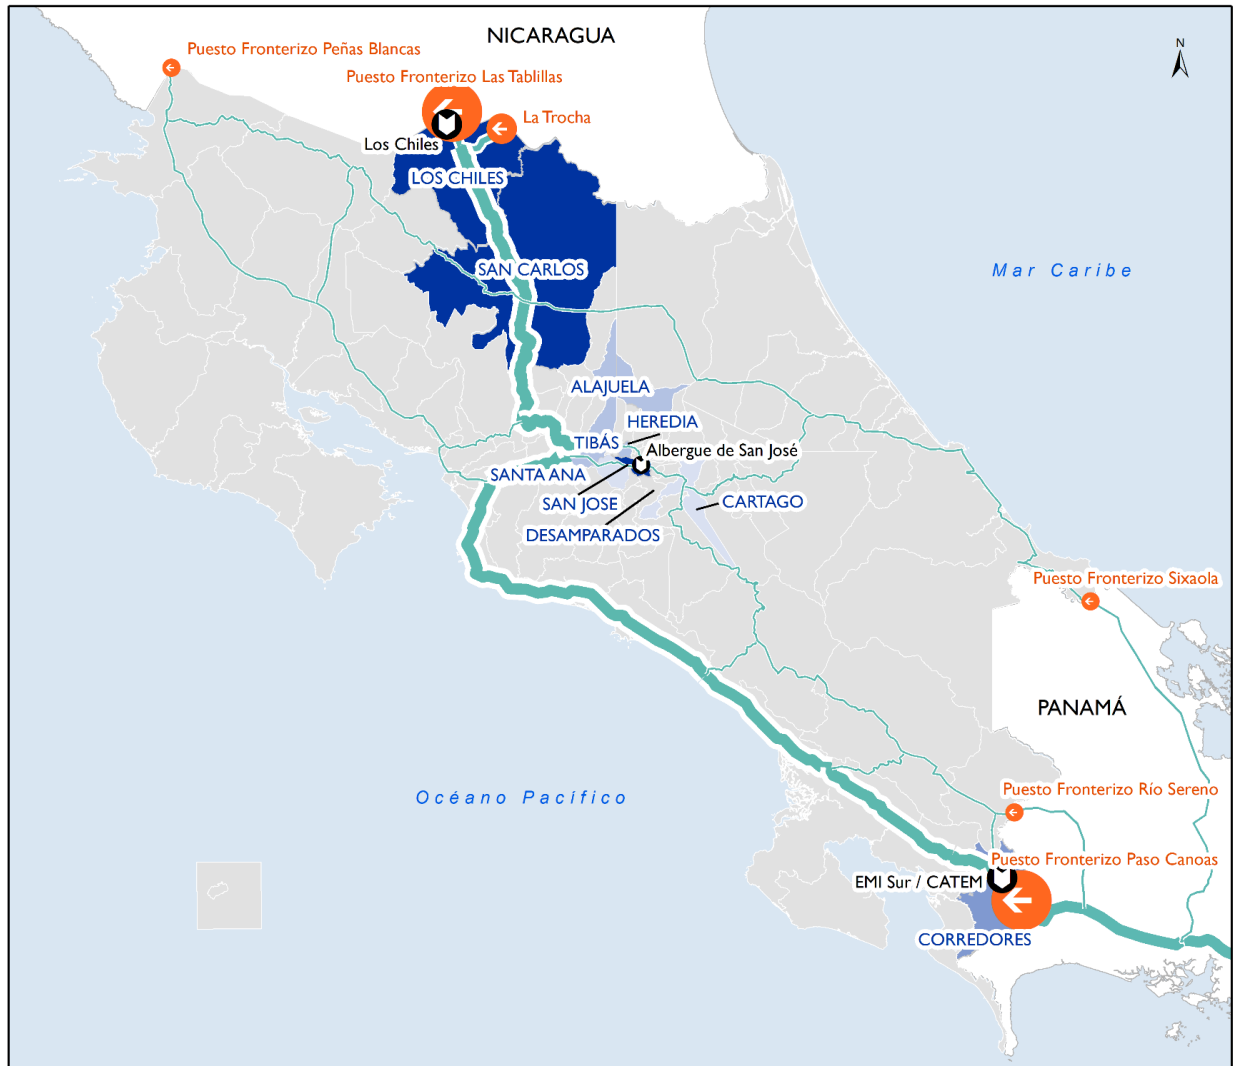 NICARAGUA
N
Puesto Fronterizo Peñas Blancas
Puesto Fronterizo Las Tablillas
La Trocha
Los Chiles
LOS CHILES
SAN CARLOS
Mar Caribe
ALAJUELA
HEREDIA
TIBÁS
Albergue de San José
SANTA ANA
SAN JOSE
CARTAGO
DESAMPARADOS
Puesto Fronterizo Sixaola
PANAMÁ
Océano Pacífico
Puesto Fronterizo Río Sereno
Puesto Fronterizo Paso Canoas
EMI Sur / CATEM
CORREDORES